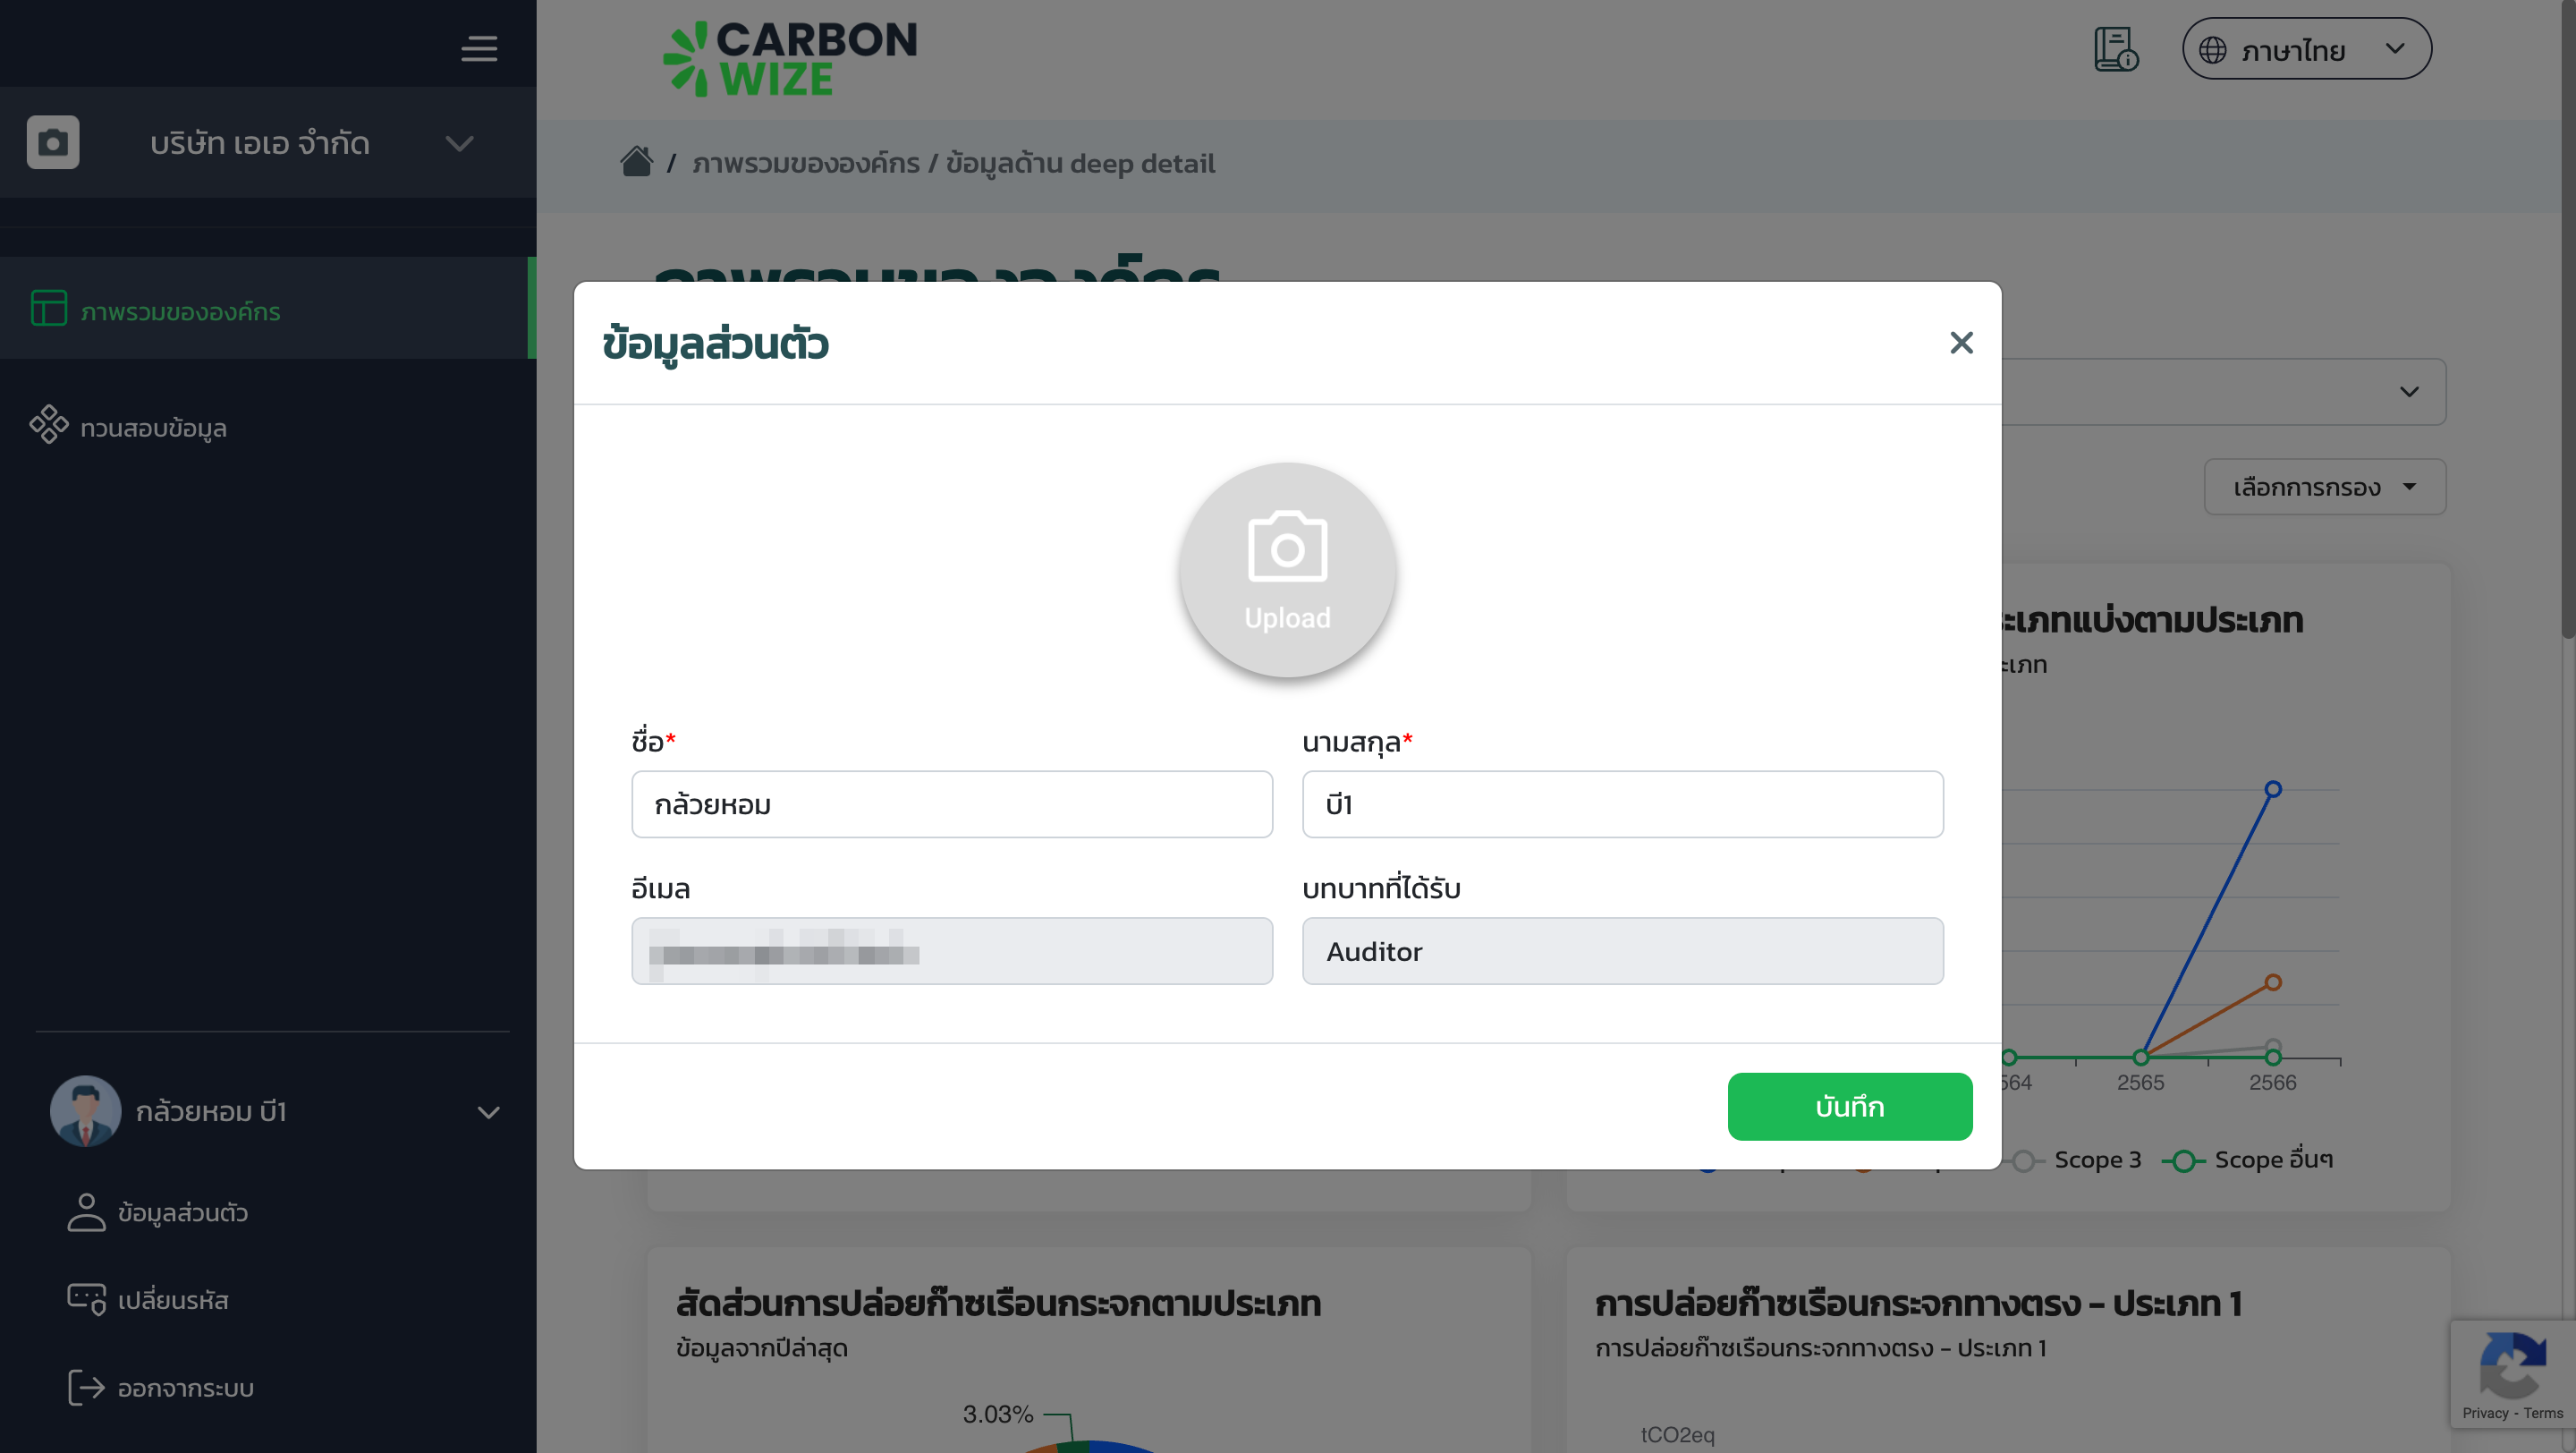 CARBON
WIZE
ภาษาไทย
บริษัท เอเอ จำกัด
/ ภาพรวมขององค์กร / ข้อมูลด้าน deep detail
ภาพรวมขององค์กร
ภาพรวมขององค์กร
ทวนสอบข้อมูล
ข้อมูลส่วนตัว
เลือกการกรอง
Upload
ระเภทแบ่งตามประเภท
ระเภท
ชื่อ*
นามสกุล*
กล้วยหอม
บี1
อีเมล
บทบาทที่ได้รับ
Auditor
564
2565
2566
บันทึก
Scope 3
Scope อื่นๆ
กล้วยหอม บี1
ข้อมูลส่วนตัว
เปลี่ยนรหัส
ออกจากระบบ
สัดส่วนการปล่อยก๊าซเรือนกระจกตามประเภท
ข้อมูลจากปีล่าสุด
3.03%
การปล่อยก๊าซเรือนกระจกทางตรง - ประเภท 1
การปล่อยก๊าซเรือนกระจกทางตรง - ประเภท 1
tCO2eq
Privacy - Terms